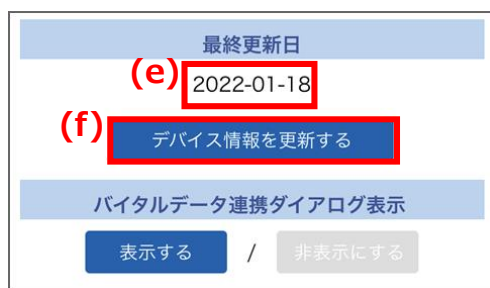 最終更新日
(e) 2022-01-18
(f) デバイス情報を更新する
バイタルデータ連携ダイアログ表示
表示する / 非表示にする